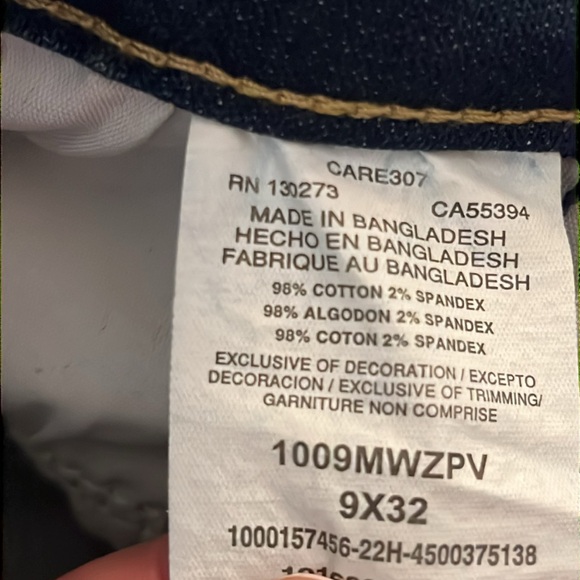 CARE307
RN 130273
CA55394
MADE IN BANGLADESH
HECHO EN BANGLADESH
FABRIQUE AU BANGLADESH
98% COTTON 2% SPANDEX
98% ALGODON 2% SPANDEX
98% COTON 2% SPANDEX
EXCLUSIVE OF DECORATION / EXCEPTO
DECORACION / EXCLUSIVE OF TRIMMING/
GARNITURE NON COMPRISE
1009MWZPV
9X32
1000157456-22H-4500375138